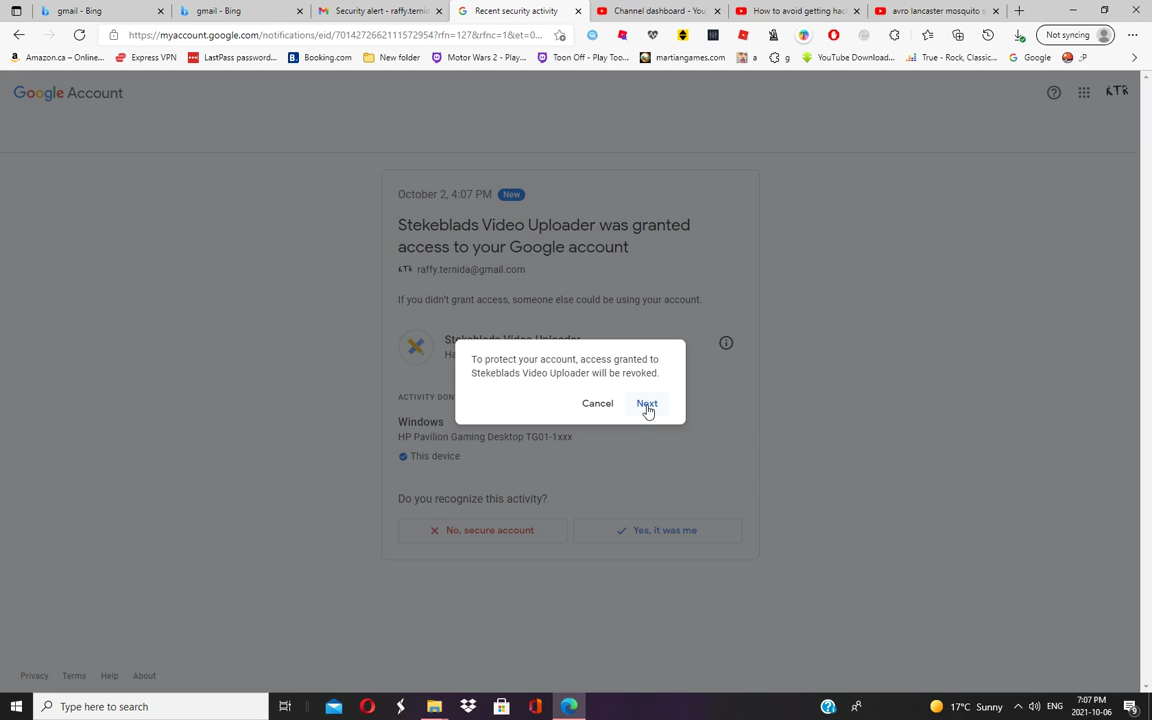 gmail - Bing
gmail - Bing
Security alert - raffy.ternid
Recent security activity
Channel dashboard - You
How to avoid getting hac
avro lancaster mosquito s
https://myaccount.google.com/notifications/eid/7014272662111572954?rfn=127&rfnc=1&et=0...
Not syncing
Amazon.ca – Online...
Express VPN
LastPass password...
Booking.com
New folder
Motor Wars 2 - Play...
Toon Off - Play Too...
martiangames.com
a
g
YouTube Download...
True - Rock, Classic...
Google
;P
Google Account
KTR
October 2, 4:07 PM New
Stekeblads Video Uploader was granted
access to your Google account
KTR raffy.ternida@gmail.com
If you didn't grant access, someone else could be using your account.
To protect your account, access granted to
Stekeblads Video Uploader will be revoked.
Cancel Next
ACTIVITY DON
Windows
HP Pavilion Gaming Desktop TG01-1xxx
This device
Do you recognize this activity?
No, secure account
Yes, it was me
Privacy Terms Help About
Type here to search
17°C Sunny
ENG
7:07 PM
2021-10-06
9